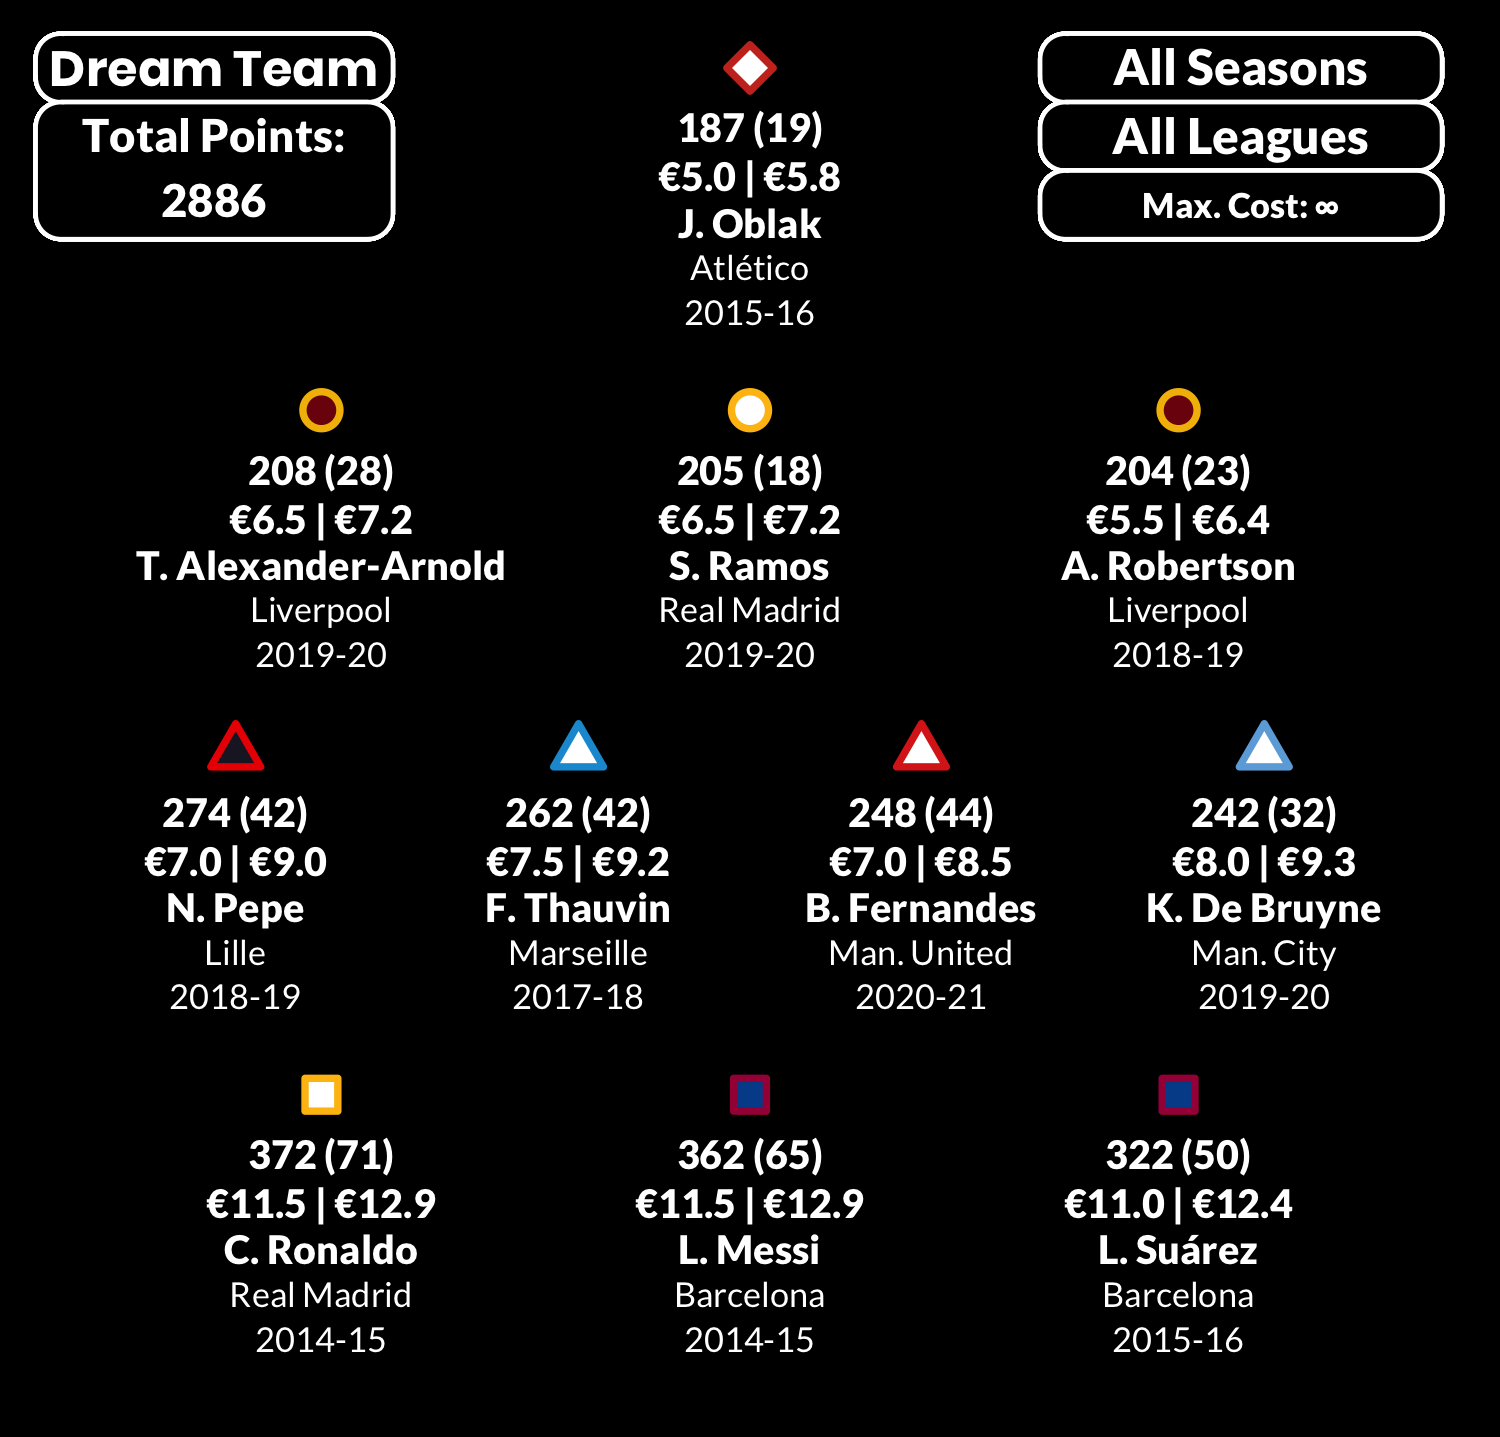 Dream Team
Total Points:
2886
All Seasons
All Leagues
Max. Cost: ∞
187 (19)
€5.0 | €5.8
J. Oblak
Atlético
2015-16
208 (28)
€6.5 | €7.2
T. Alexander-Arnold
Liverpool
2019-20
205 (18)
€6.5 | €7.2
S. Ramos
Real Madrid
2019-20
204 (23)
€5.5 | €6.4
A. Robertson
Liverpool
2018-19
274 (42)
€7.0 | €9.0
N. Pepe
Lille
2018-19
262 (42)
€7.5 | €9.2
F. Thauvin
Marseille
2017-18
248 (44)
€7.0 | €8.5
B. Fernandes
Man. United
2020-21
242 (32)
€8.0 | €9.3
K. De Bruyne
Man. City
2019-20
372 (71)
€11.5 | €12.9
C. Ronaldo
Real Madrid
2014-15
362 (65)
€11.5 | €12.9
L. Messi
Barcelona
2014-15
322 (50)
€11.0 | €12.4
L. Suárez
Barcelona
2015-16